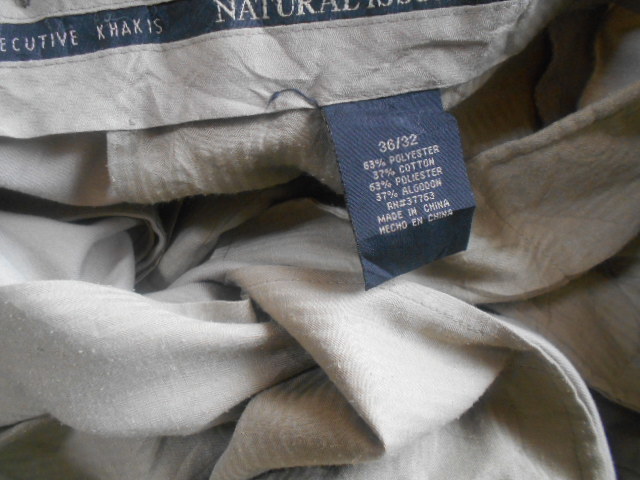 NATURAL ISSUE
ECUTIVE KHAKIS
36/32
63% POLYESTER
37% COTTON
63% POLIESTER
37% ALGODON
RN#37763
MADE IN CHINA
HECHO EN CHINA